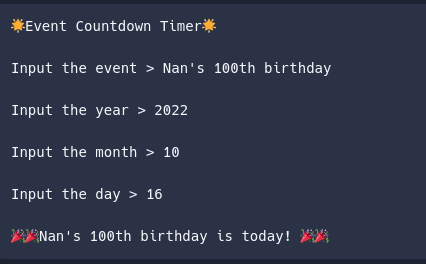 🌟Event Countdown Timer🌟
Input the event > Nan's 100th birthday
Input the year > 2022
Input the month > 10
Input the day > 16
🎉🎉Nan's 100th birthday is today! 🎉🎉